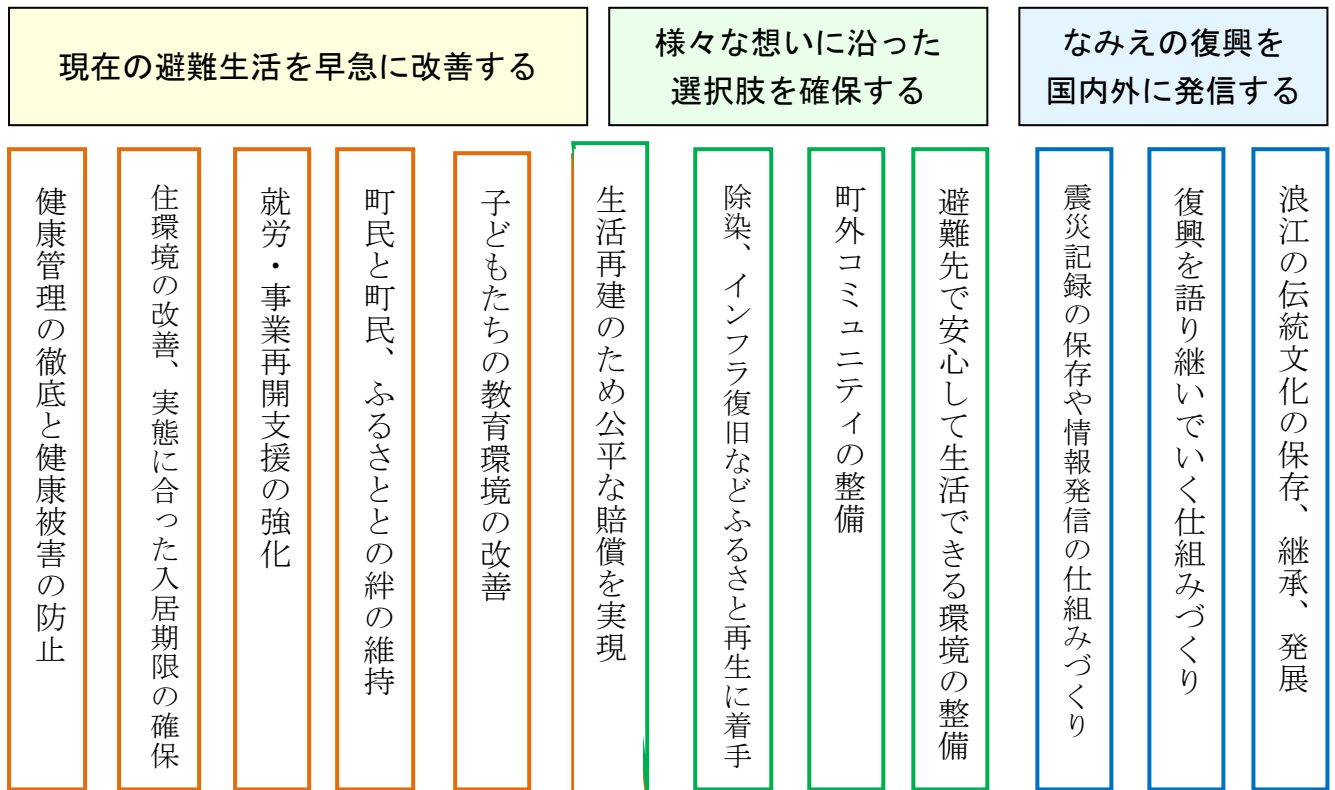 現在の避難生活を早急に改善する
様々な想いに沿った
選択肢を確保する
なみえの復興を
国内外に発信する
健康管理の徹底と健康被害の防止
住環境の改善、実態に合った入居期限の確保
就労・事業再開支援の強化
町民と町民、ふるさととの絆の維持
子どもたちの教育環境の改善
生活再建のため公平な賠償を実現
除染、インフラ復旧などふるさと再生に着手
町外コミュニティの整備
避難先で安心して生活できる環境の整備
震災記録の保存や情報発信の仕組みづくり
復興を語り継いでいく仕組みづくり
浪江の伝統文化の保存、継承、発展